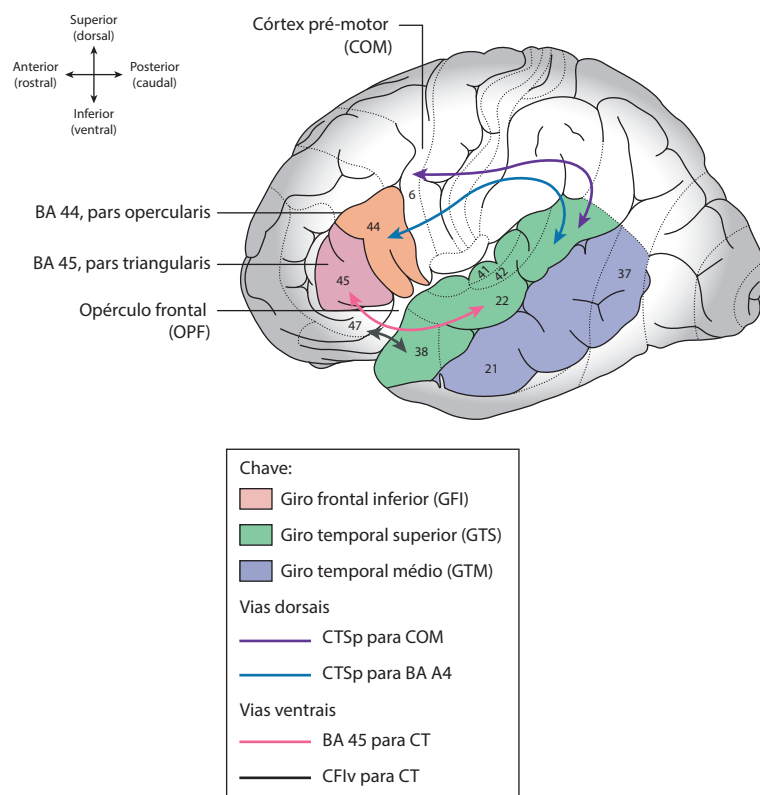 Superior
(dorsal)
Anterior
(rostral)
Posterior
(caudal)
Inferior
(ventral)
Córtex pré-motor
(COM)
BA 44, pars opercularis
BA 45, pars triangularis
Opérculo frontal
(OPF)
6
44
45
47
41
42
22
38
21
37
Chave:
Giro frontal inferior (GFI)
Giro temporal superior (GTS)
Giro temporal médio (GTM)
Vias dorsais
CTSp para COM
CTSp para BA A4
Vias ventrais
BA 45 para CT
CFIv para CT